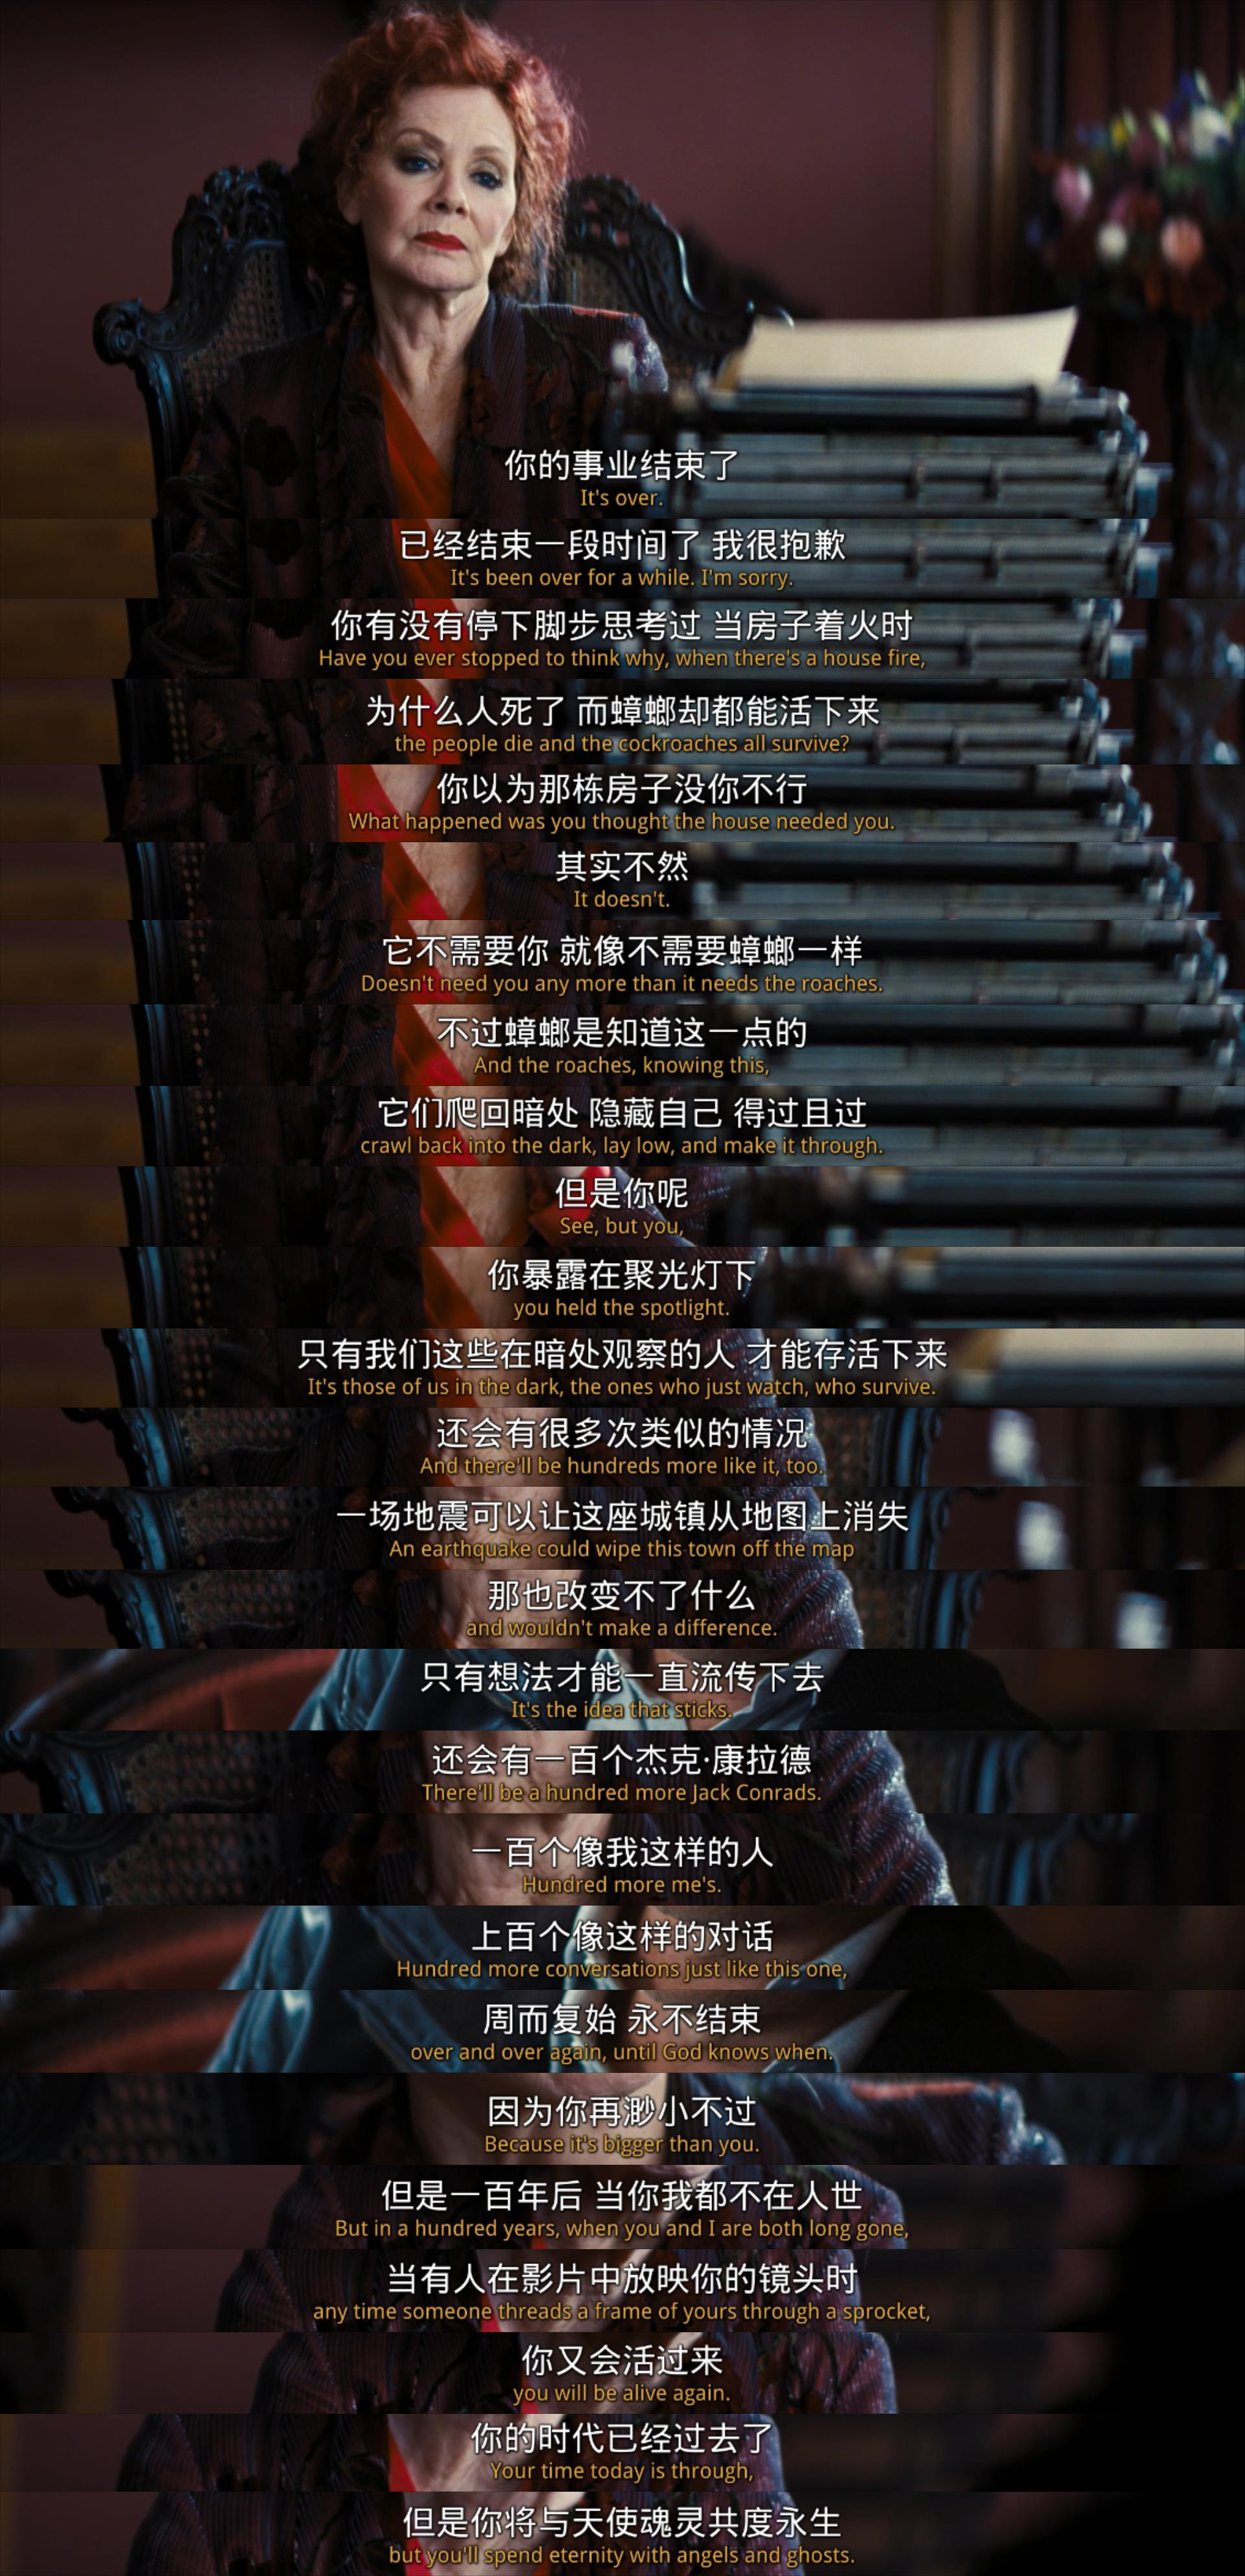 你的事业结束了
It's over.
已经结束一段时间了 我很抱歉
It's been over for a while. I'm sorry.
你有没有停下脚步思考过 当房子着火时
Have you ever stopped to think why, when there's a house fire,
为什么人死了 而蟑螂却都能活下来
the people die and the cockroaches all survive?
你以为那栋房子没你不行
What happened was you thought the house needed you.
其实不然
It doesn't.
它不需要你 就像不需要蟑螂一样
Doesn't need you any more than it needs the roaches.
不过蟑螂是知道这一点的
And the roaches, knowing this,
它们爬回暗处 隐藏自己 得过且过
crawl back into the dark, lay low, and make it through.
但是你呢
See, but you,
你暴露在聚光灯下
you held the spotlight.
只有我们这些在暗处观察的人 才能存活下来
It's those of us in the dark, the ones who just watch, who survive.
还会有很多次类似的情况
And there'll be hundreds more like it, too.
一场地震可以让这座城镇从地图上消失
An earthquake could wipe this town off the map
那也改变不了什么
and wouldn't make a difference.
只有想法才能一直流传下去
It's the idea that sticks.
还会有一百个杰克·康拉德
There'll be a hundred more Jack Conrads.
一百个像我这样的人
Hundred more me's.
上百个像这样的对话
Hundred more conversations just like this one,
周而复始 永不结束
over and over again, until God knows when.
因为你再渺小不过
Because it's bigger than you.
但是一百年后 当你我都不在人世
But in a hundred years, when you and I are both long gone,
当有人在影片中放映你的镜头时
any time someone threads a frame of yours through a sprocket,
你又会活过来
you will be alive again.
你的时代已经过去了
Your time today is through,
但是你将与天使魂灵共度永生
but you'll spend eternity with angels and ghosts.